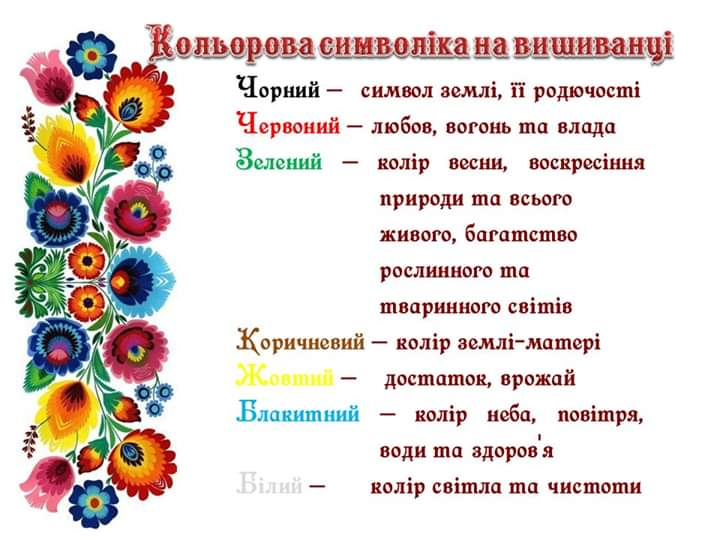 Кольорова символіка на вишиванці
Чорний – символ землі, її родючості
Червоний – любов, вогонь та влада
Зелений – колір весни, воскресіння
природи та всього
живого, багатство
рослинного та
тваринного світів
Коричневий – колір землі-матері
Жовтий – достаток, врожай
Блакитний – колір неба, повітря,
води та здоров'я
Білий – колір світла та чистоти